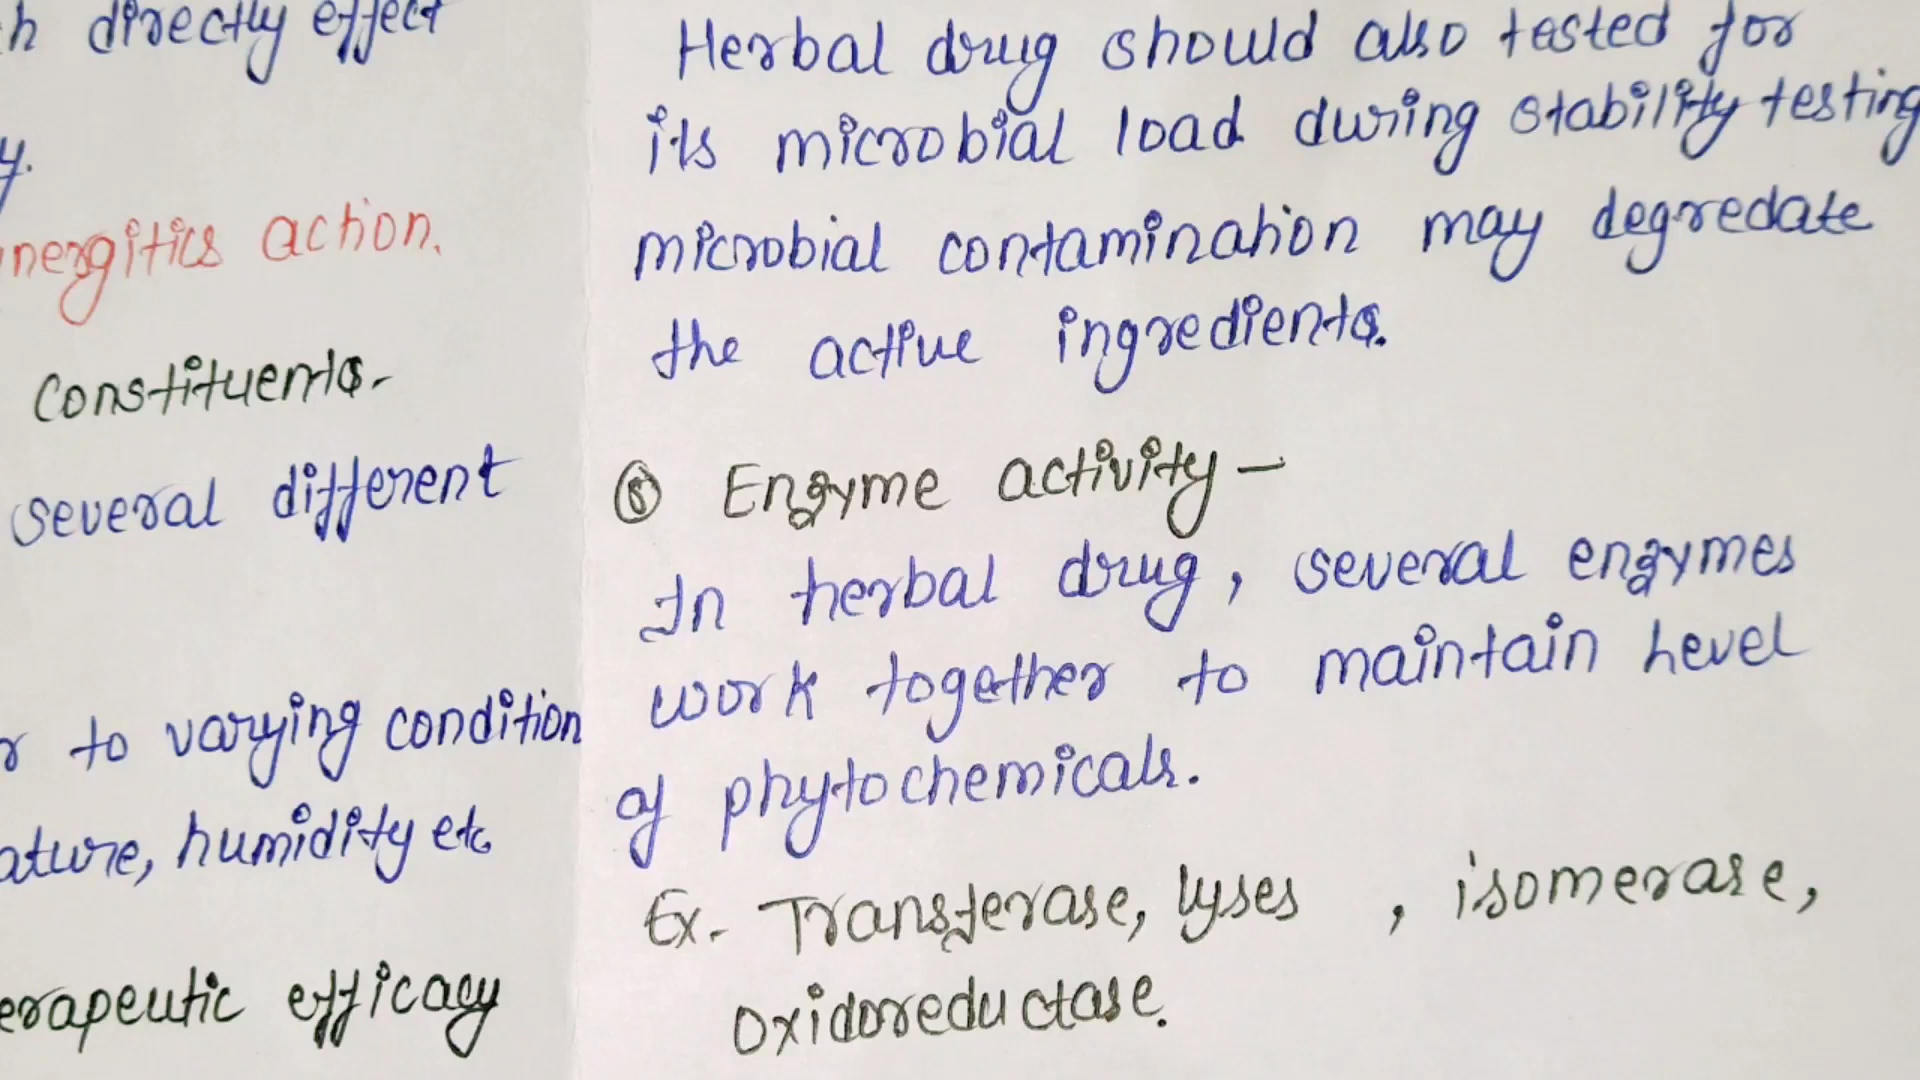 directly effect
y.
nergitics action.
Constituents.
several different
r to varying condition
ature, humidity etc
erapeutic efficacy
Herbal drug should also tested for
its microbial load during stability testing
microbial contamination may degredate
the active ingredients.
Enzyme activity -
In herbal drug, several enzymes
work together to maintain level
of phytochemicals.
Ex. Transferase, lyses , isomerase,
Oxidoreductase.